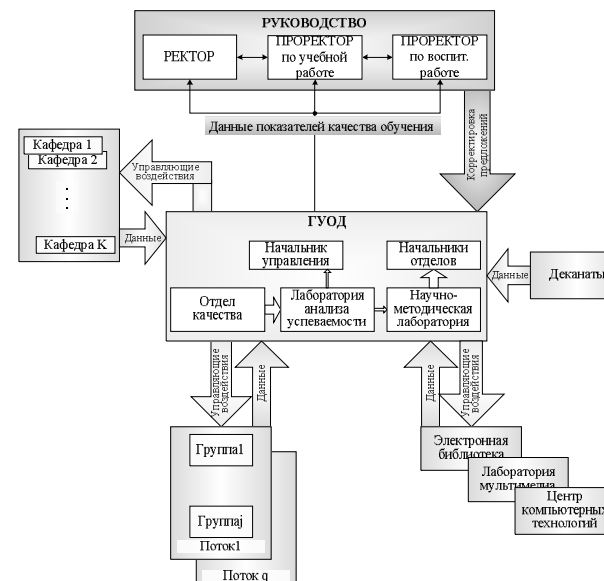 РУКОВОДСТВО
РЕКТОР
ПРОРЕКТОР
по учебной
работе
ПРОРЕКТОР
по воспит.
работе
Данные показателей качества обучения
Корректировка
предложений
Кафедра 1
Кафедра 2
Кафедра К
Управляющие
воздействия
Данные
ГУОД
Начальник
управления
Начальники
отделов
Отдел
качества
Лаборатория
анализа
успеваемости
Научно-
методическая
лаборатория
Данные
Деканаты
Управляющие
воздействия
Данные
Данные
Управляющие
воздействия
Группа1
Группаj
Поток1
Поток q
Электронная
библиотека
Лаборатория
мультимедиа
Центр
компьютерных
технологий